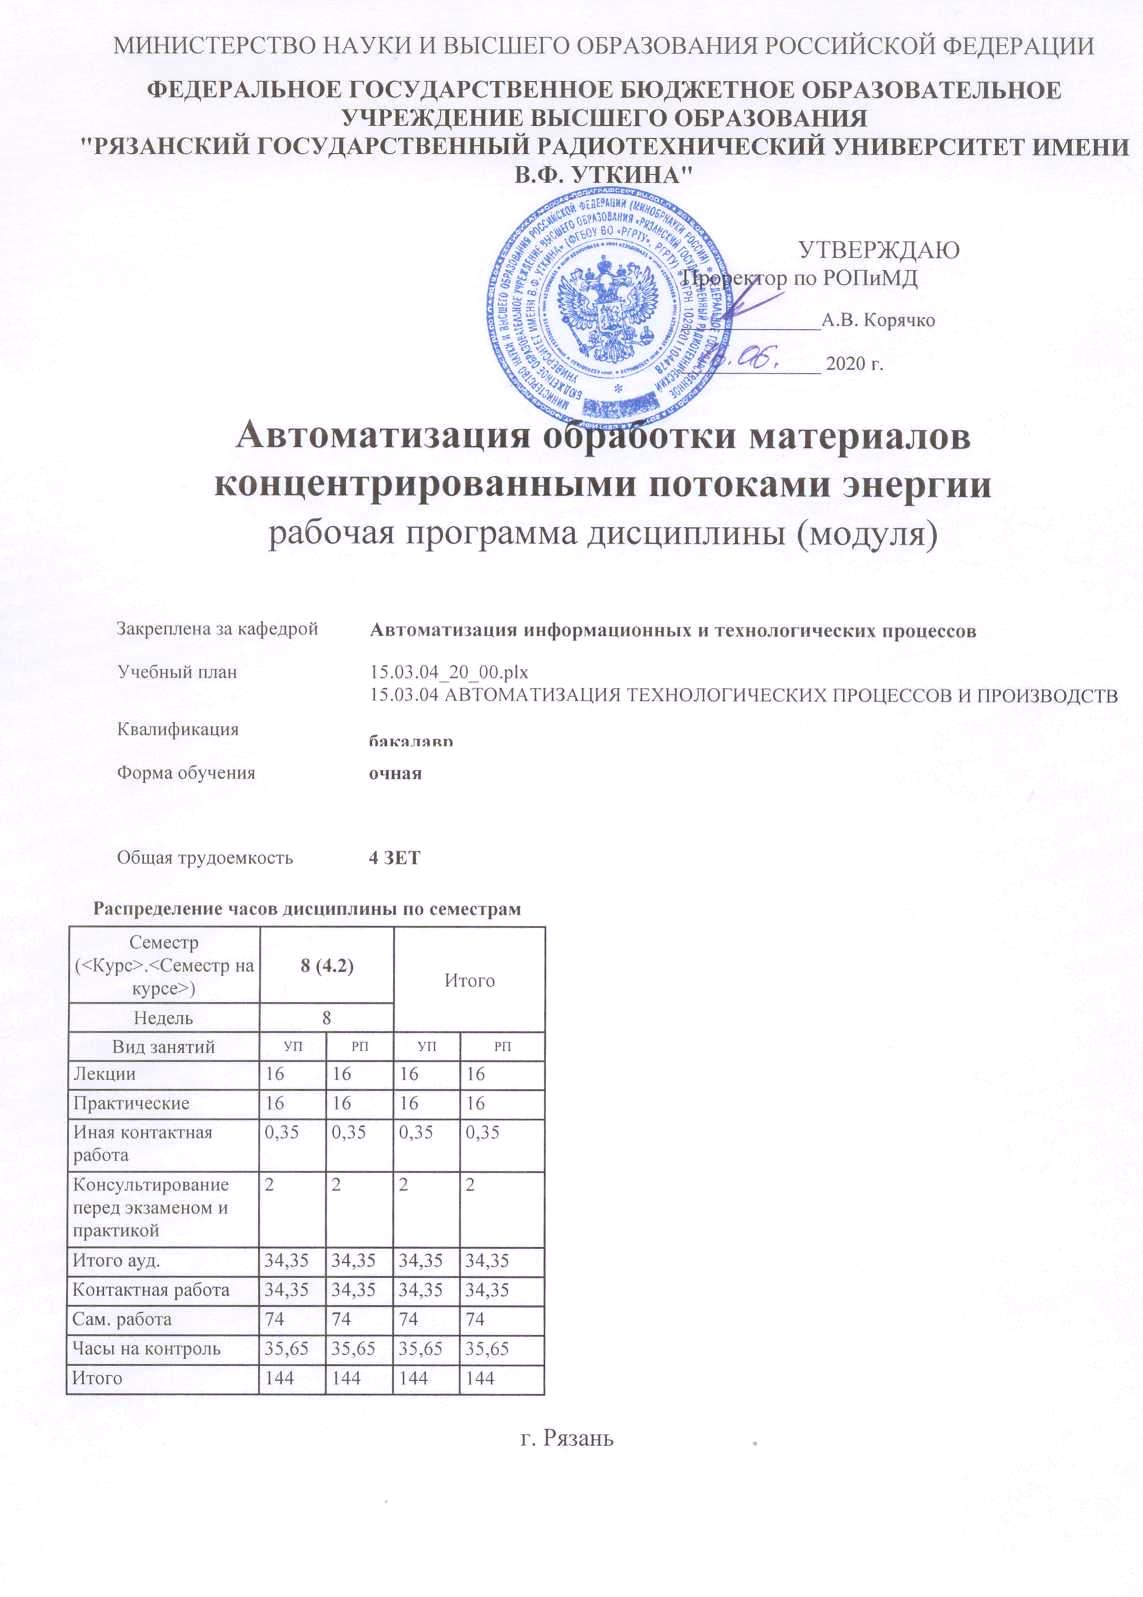 МИНИСТЕРСТВО НАУКИ И ВЫСШЕГО ОБРАЗОВАНИЯ РОССИЙСКОЙ ФЕДЕРАЦИИ
ФЕДЕРАЛЬНОЕ ГОСУДАРСТВЕННОЕ БЮДЖЕТНОЕ ОБРАЗОВАТЕЛЬНОЕ
УЧРЕЖДЕНИЕ ВЫСШЕГО ОБРАЗОВАНИЯ
"РЯЗАНСКИЙ ГОСУДАРСТВЕННЫЙ РАДИОТЕХНИЧЕСКИЙ УНИВЕРСИТЕТ ИМЕНИ
В.Ф. УТКИНА"
УТВЕРЖДАЮ
Проректор по РОПиМД
А.В. Корячко
2020 г.
Автоматизация обработки материалов
концентрированными потоками энергии
рабочая программа дисциплины (модуля)
Закреплена за кафедрой Автоматизация информационных и технологических процессов
Учебный план 15.03.04_20_00.plx
15.03.04 АВТОМАТИЗАЦИЯ ТЕХНОЛОГИЧЕСКИХ ПРОЦЕССОВ И ПРОИЗВОДСТВ
Квалификация бакалавр
Форма обучения очная
Общая трудоемкость 4 ЗЕТ
Распределение часов дисциплины по семестрам
Семестр
(<Курс>.<Семестр на
курсе>) 8 (4.2) Итого
Недель 8
Вид занятий УП РП УП РП
Лекции 16 16 16 16
Практические 16 16 16 16
Иная контактная
работа 0,35 0,35 0,35 0,35
Консультирование
перед экзаменом и
практикой 2 2 2 2
Итого ауд. 34,35 34,35 34,35 34,35
Контактная работа 34,35 34,35 34,35 34,35
Сам. работа 74 74 74 74
Часы на контроль 35,65 35,65 35,65 35,65
Итого 144 144 144 144
г. Рязань